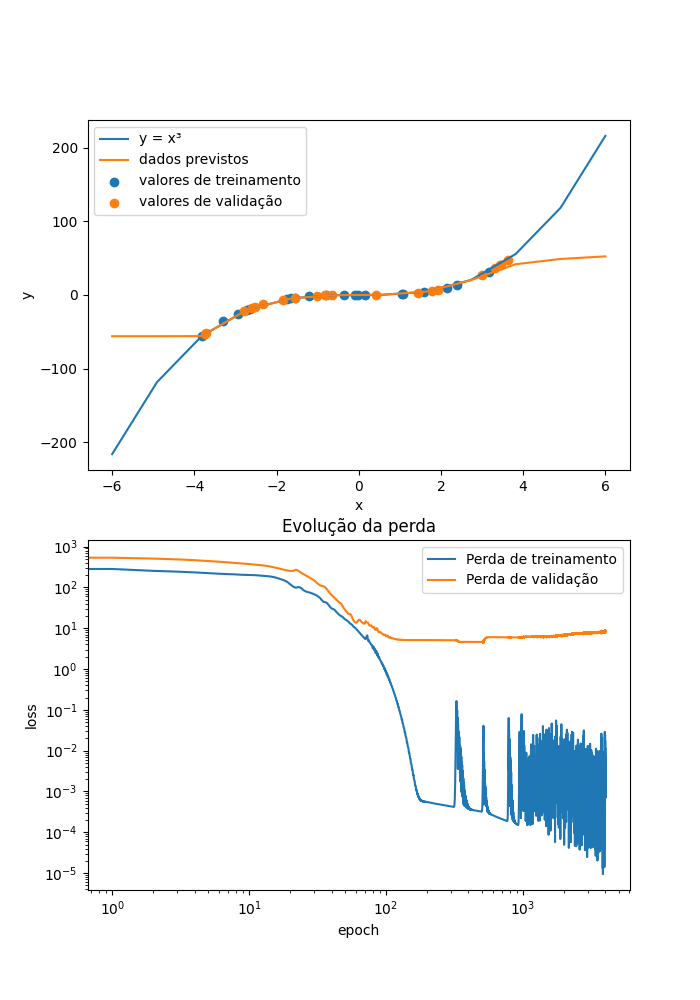 y = x³
dados previstos
valores de treinamento
valores de validação
200
100
0
−100
−200
y
−6 −4 −2 0 2 4 6
x
Evolução da perda
Perda de treinamento
Perda de validação
10³
10²
10¹
10⁰
10⁻¹
10⁻²
10⁻³
10⁻⁴
10⁻⁵
loss
10⁰ 10¹ 10² 10³
epoch